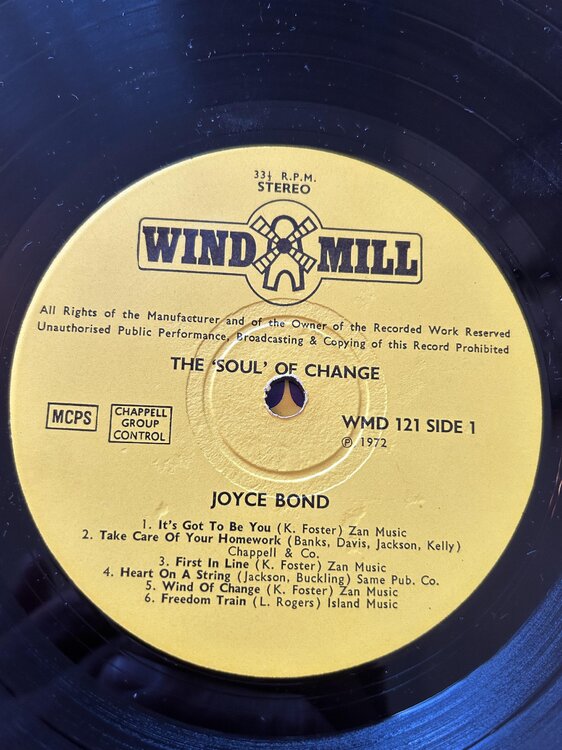 33⅓ R.P.M.
STEREO
WIND MILL
All Rights of the Manufacturer and of the Owner of the Recorded Work Reserved
Unauthorised Public Performance, Broadcasting & Copying of this Record Prohibited
THE 'SOUL' OF CHANGE
MCPS
CHAPPELL
GROUP
CONTROL
WMD 121 SIDE 1
℗ 1972
JOYCE BOND
1. It's Got To Be You (K. Foster) Zan Music
2. Take Care Of Your Homework (Banks, Davis, Jackson, Kelly)
Chappell & Co.
3. First In Line (K. Foster) Zan Music
4. Heart On A String (Jackson, Buckling) Same Pub. Co.
5. Wind Of Change (K. Foster) Zan Music
6. Freedom Train (L. Rogers) Island Music